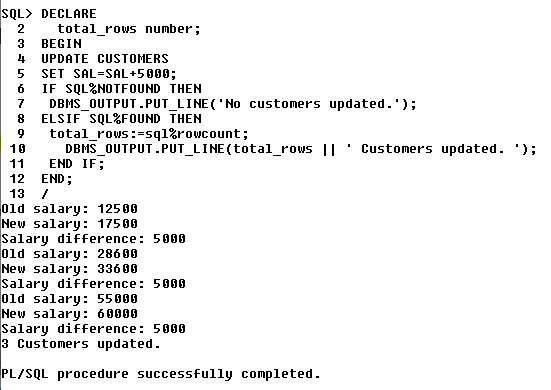 SQL> DECLARE
2 total_rows number;
3 BEGIN
4 UPDATE CUSTOMERS
5 SET SAL=SAL+5000;
6 IF SQL%NOTFOUND THEN
7 DBMS_OUTPUT.PUT_LINE('No customers updated.');
8 ELSIF SQL%FOUND THEN
9 total_rows:=sql%rowcount;
10 DBMS_OUTPUT.PUT_LINE(total_rows || ' Customers updated. ');
11 END IF;
12 END;
13 /
Old salary: 12500
New salary: 17500
Salary difference: 5000
Old salary: 28600
New salary: 33600
Salary difference: 5000
Old salary: 55000
New salary: 60000
Salary difference: 5000
3 Customers updated.
PL/SQL procedure successfully completed.